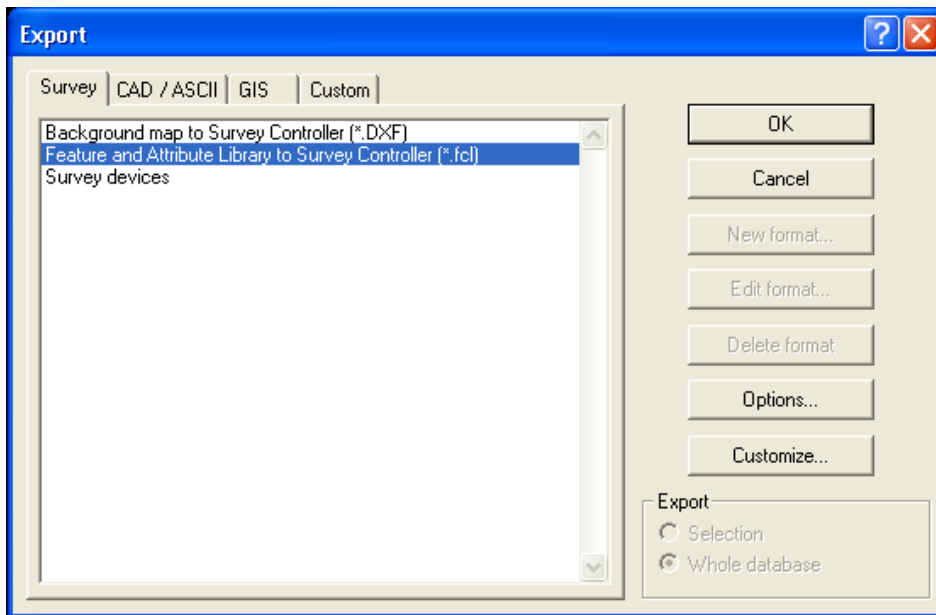 Export
Survey CAD / ASCII GIS Custom
Background map to Survey Controller (*.DXF)
Feature and Attribute Library to Survey Controller (*.fcl)
Survey devices
OK
Cancel
New format...
Edit format...
Delete format
Options...
Customize...
Export
Selection
Whole database